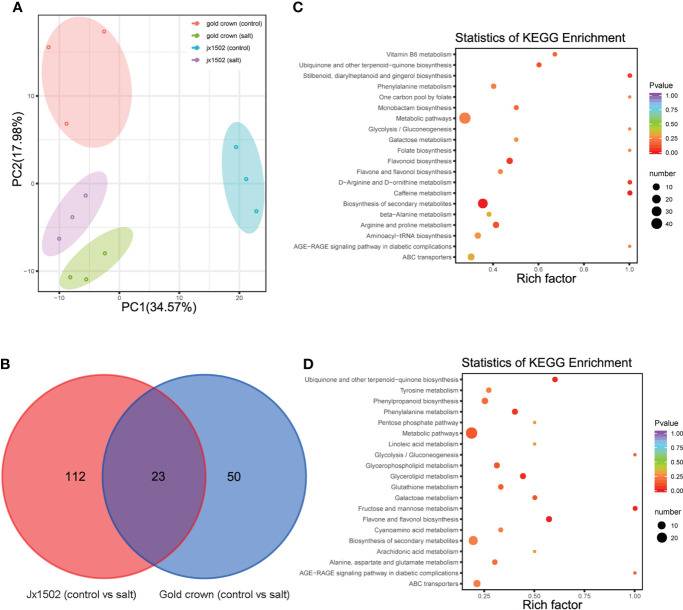 A
gold crown (control)
gold crown (salt)
jx1502 (control)
jx1502 (salt)
PC2(17.98%)
10
0
−10
−10
0
10
20
PC1(34.57%)
B
112
23
50
Jx1502 (control vs salt)
Gold crown (control vs salt)
C
Statistics of KEGG Enrichment
Vitamin B6 metabolism
Ubiquinone and other terpenoid−quinone biosynthesis
Stilbenoid, diarylheptanoid and gingerol biosynthesis
Phenylalanine metabolism
One carbon pool by folate
Monobactam biosynthesis
Metabolic pathways
Glycolysis / Gluconeogenesis
Galactose metabolism
Folate biosynthesis
Flavonoid biosynthesis
Flavone and flavonol biosynthesis
D−Arginine and D−ornithine metabolism
Caffeine metabolism
Biosynthesis of secondary metabolites
beta−Alanine metabolism
Arginine and proline metabolism
Aminoacyl−tRNA biosynthesis
AGE−RAGE signaling pathway in diabetic complications
ABC transporters
0.4
0.6
0.8
1.0
Rich factor
Pvalue
1.00
0.75
0.50
0.25
0.00
number
10
20
30
40
D
Statistics of KEGG Enrichment
Ubiquinone and other terpenoid−quinone biosynthesis
Tyrosine metabolism
Phenylpropanoid biosynthesis
Phenylalanine metabolism
Pentose phosphate pathway
Metabolic pathways
Linoleic acid metabolism
Glycolysis / Gluconeogenesis
Glycerophospholipid metabolism
Glycerolipid metabolism
Glutathione metabolism
Galactose metabolism
Fructose and mannose metabolism
Flavone and flavonol biosynthesis
Cyanoamino acid metabolism
Biosynthesis of secondary metabolites
Arachidonic acid metabolism
Alanine, aspartate and glutamate metabolism
AGE−RAGE signaling pathway in diabetic complications
ABC transporters
0.25
0.50
0.75
1.00
Rich factor
Pvalue
1.00
0.75
0.50
0.25
0.00
number
10
20